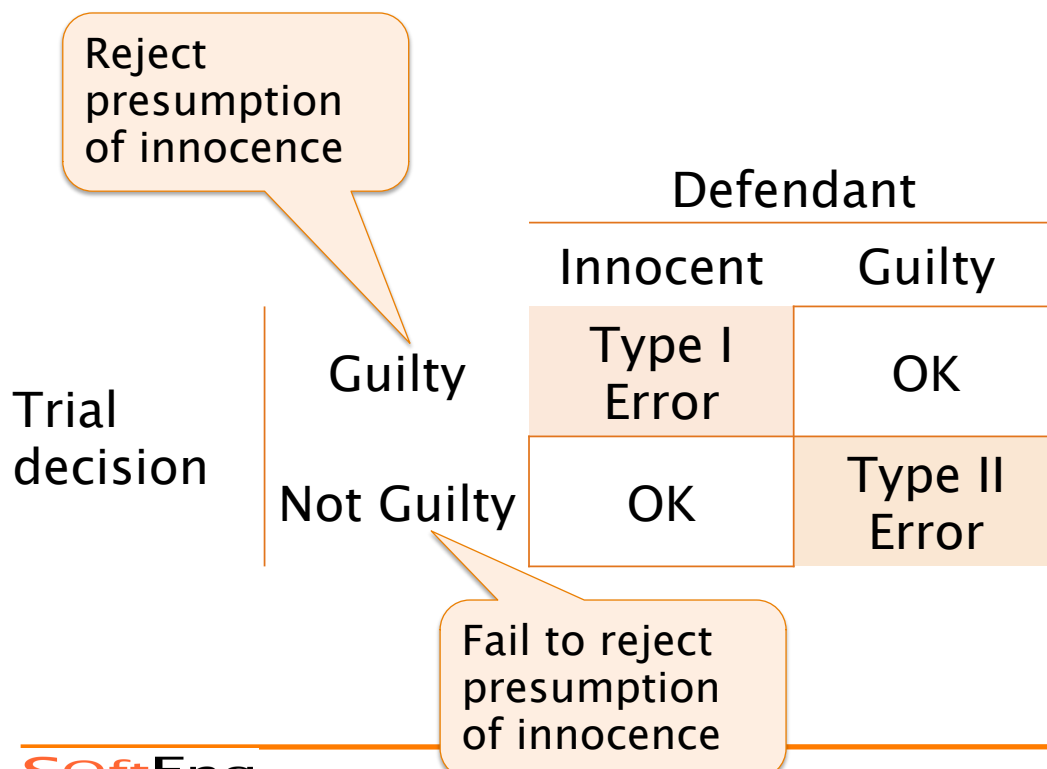 Reject
presumption
of innocence
Defendant
Innocent Guilty
Trial
decision
Guilty
Type I
Error
OK
Not Guilty
OK
Type II
Error
Fail to reject
presumption
of innocence
SoftEng